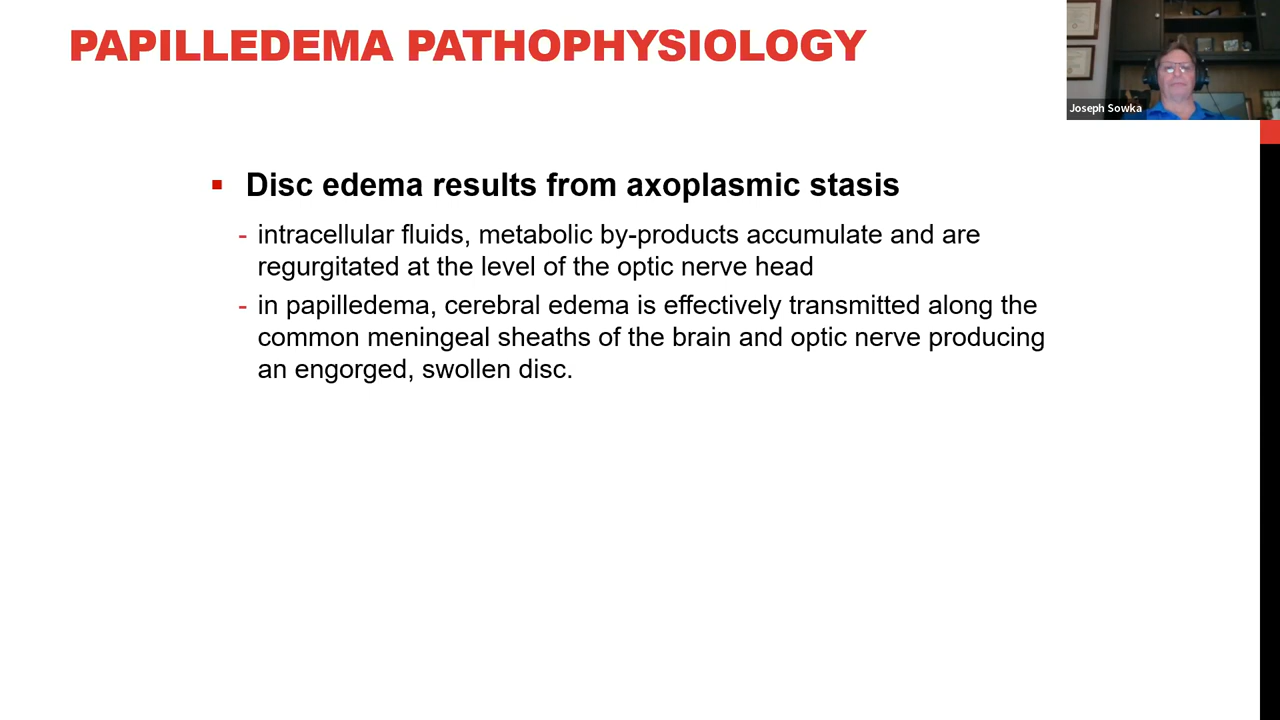 PAPILLEDEMA PATHOPHYSIOLOGY
Joseph Sowka
▪ Disc edema results from axoplasmic stasis
- intracellular fluids, metabolic by-products accumulate and are
regurgitated at the level of the optic nerve head
- in papilledema, cerebral edema is effectively transmitted along the
common meningeal sheaths of the brain and optic nerve producing
an engorged, swollen disc.